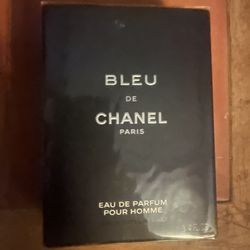 BLEU
DE
CHANEL
PARIS
EAU DE PARFUM
POUR HOMME